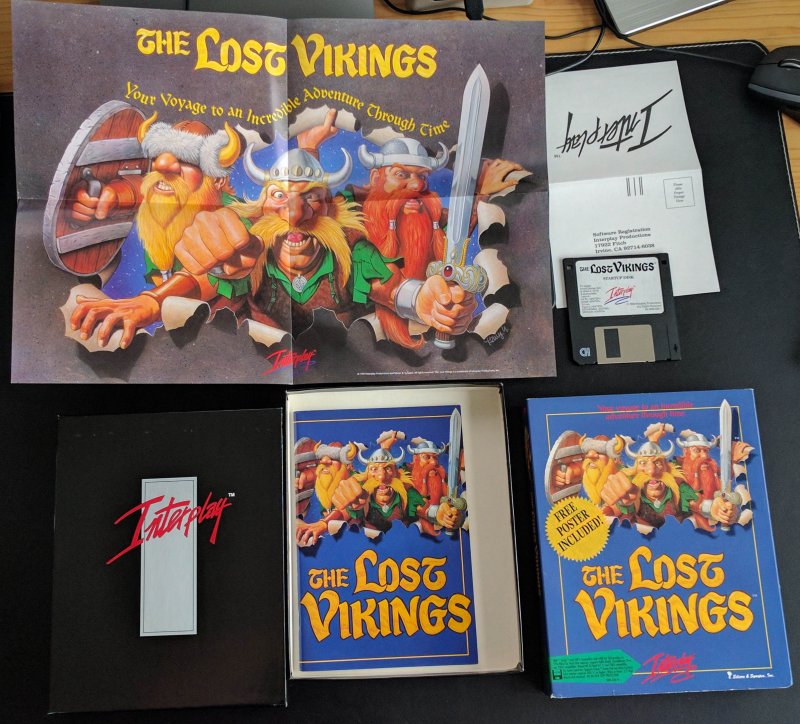 THE LOST VIKINGS
Your Voyage to an Incredible Adventure Through Time
Interplay
Interplay
Software Registration
Interplay Productions
17922 Fitch
Irvine, CA 92714-6038
THE LOST VIKINGS
STARTUP DISK
Interplay
Interplay™
THE LOST
VIKINGS
Your voyage to an incredible
adventure through time.
FREE
POSTER
INCLUDED!
THE LOST
VIKINGS™
Interplay
Silicon & Synapse, Inc.